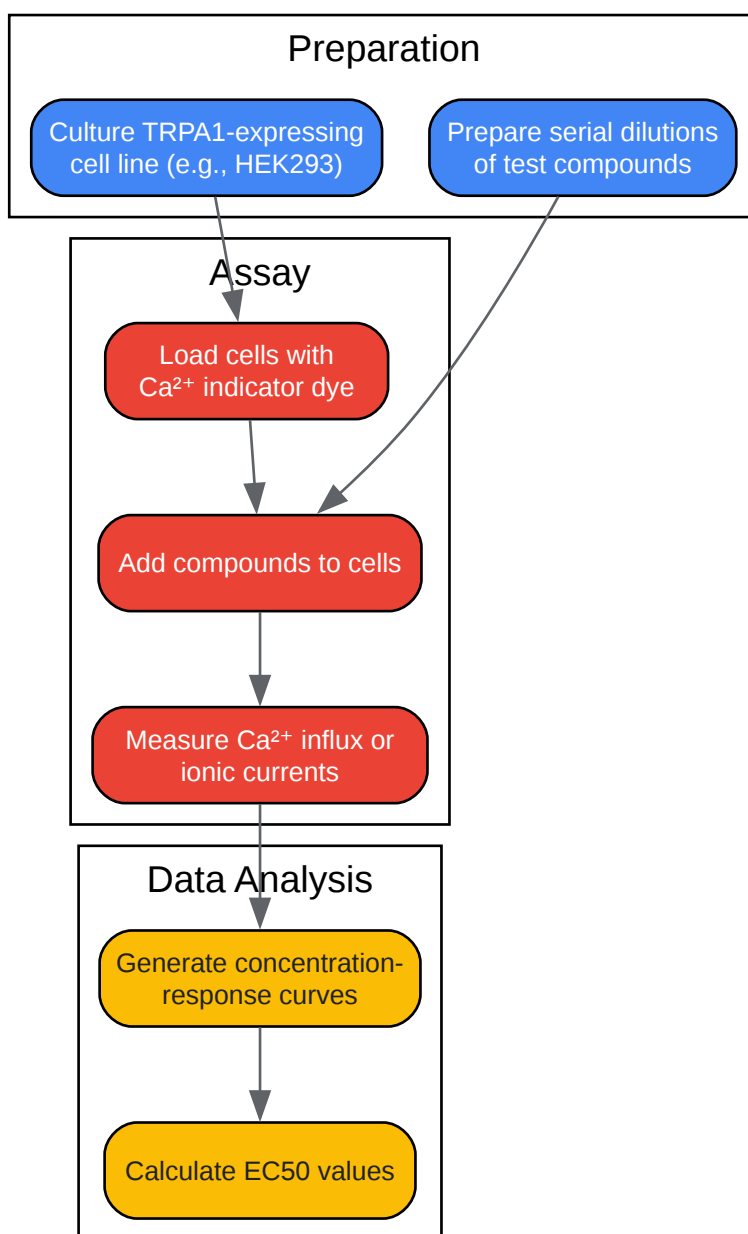 Preparation
Culture TRPA1-expressing
cell line (e.g., HEK293)
Prepare serial dilutions
of test compounds
Assay
Load cells with
Ca²⁺ indicator dye
Add compounds to cells
Measure Ca²⁺ influx or
ionic currents
Data Analysis
Generate concentration-
response curves
Calculate EC50 values